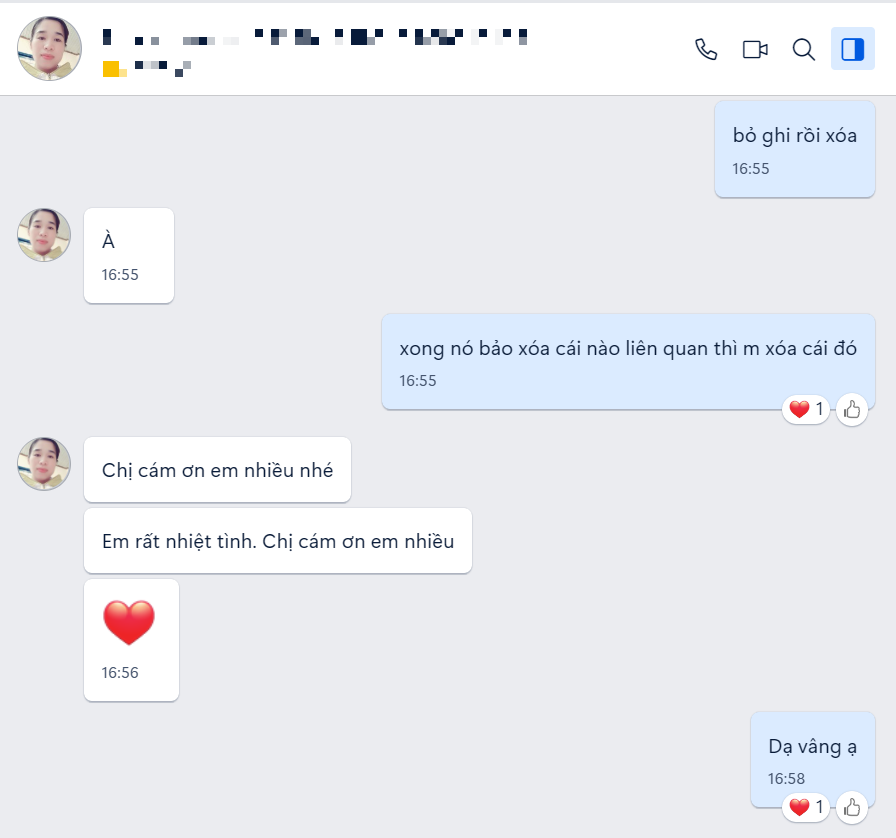 bỏ ghi rồi xóa
16:55
À
16:55
xong nó bảo xóa cái nào liên quan thì m xóa cái đó
16:55
1
Chị cám ơn em nhiều nhé
Em rất nhiệt tình. Chị cám ơn em nhiều
16:56
Dạ vâng ạ
16:58
1